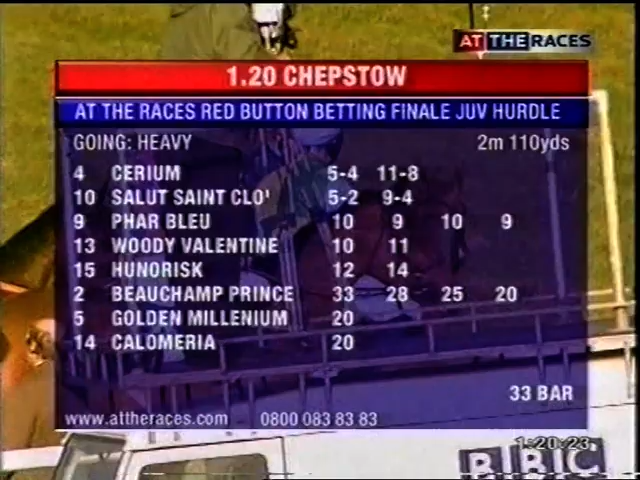 AT THE RACES
1.20 CHEPSTOW
AT THE RACES RED BUTTON BETTING FINALE JUV HURDLE
GOING: HEAVY 2m 110yds
4 CERIUM 5-4 11-8
10 SALUT SAINT CLO' 5-2 9-4
9 PHAR BLEU 10 9 10 9
13 WOODY VALENTINE 10 11
15 HUNORISK 12 14
2 BEAUCHAMP PRINCE 33 28 25 20
5 GOLDEN MILLENIUM 20
14 CALOMERIA 20
33 BAR
www.attheraces.com 0800 083 83 83
1:20:23
BBC